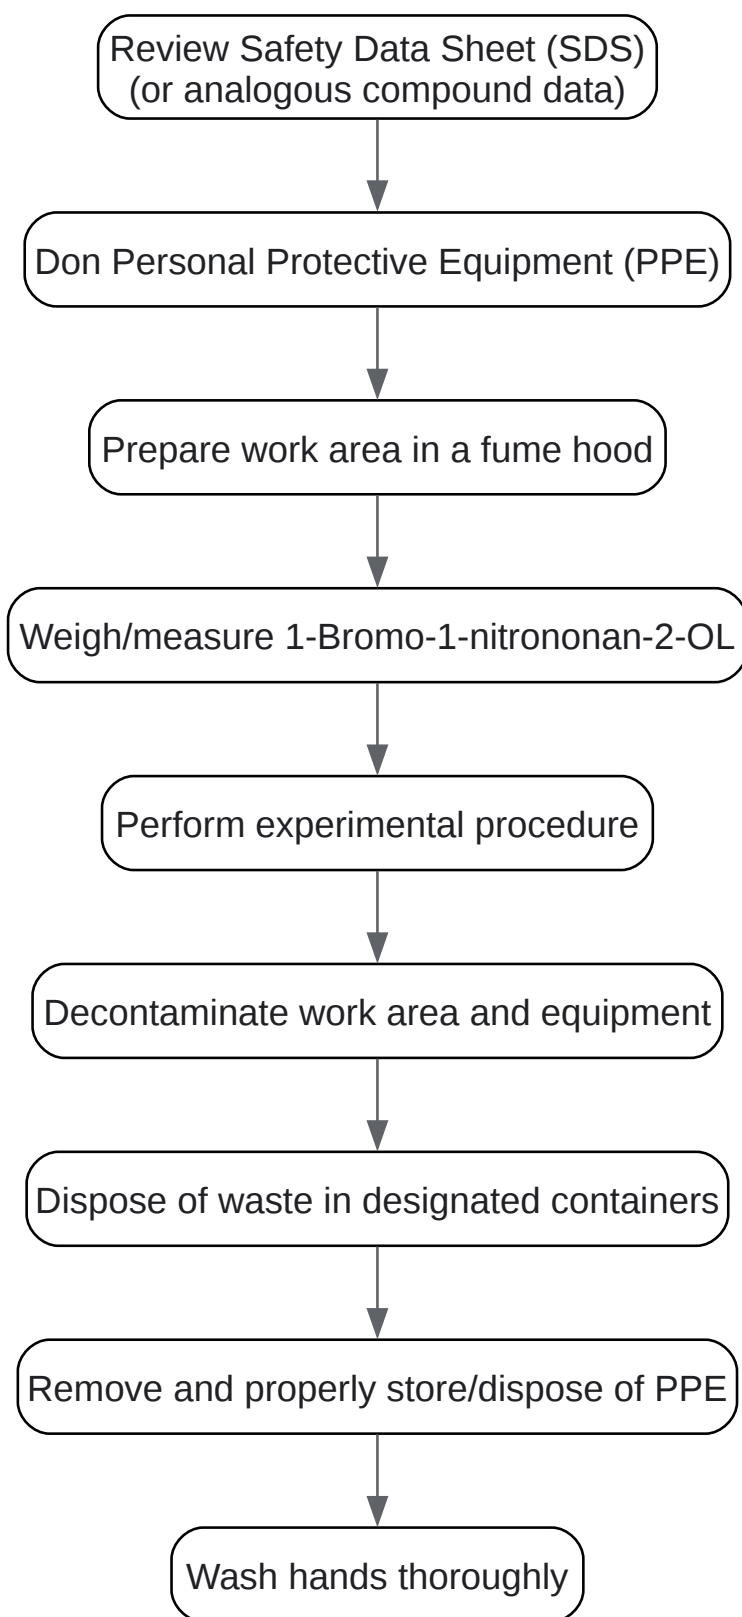 Review Safety Data Sheet (SDS)
(or analogous compound data)
Don Personal Protective Equipment (PPE)
Prepare work area in a fume hood
Weigh/measure 1-Bromo-1-nitrononan-2-OL
Perform experimental procedure
Decontaminate work area and equipment
Dispose of waste in designated containers
Remove and properly store/dispose of PPE
Wash hands thoroughly